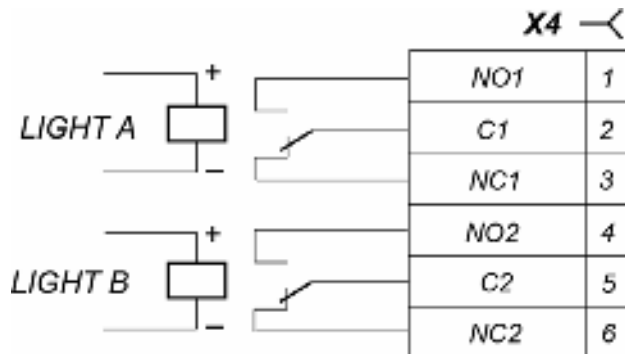 X4
+
NO1 1
LIGHT A
C1 2
–
NC1 3
+
NO2 4
LIGHT B
C2 5
–
NC2 6